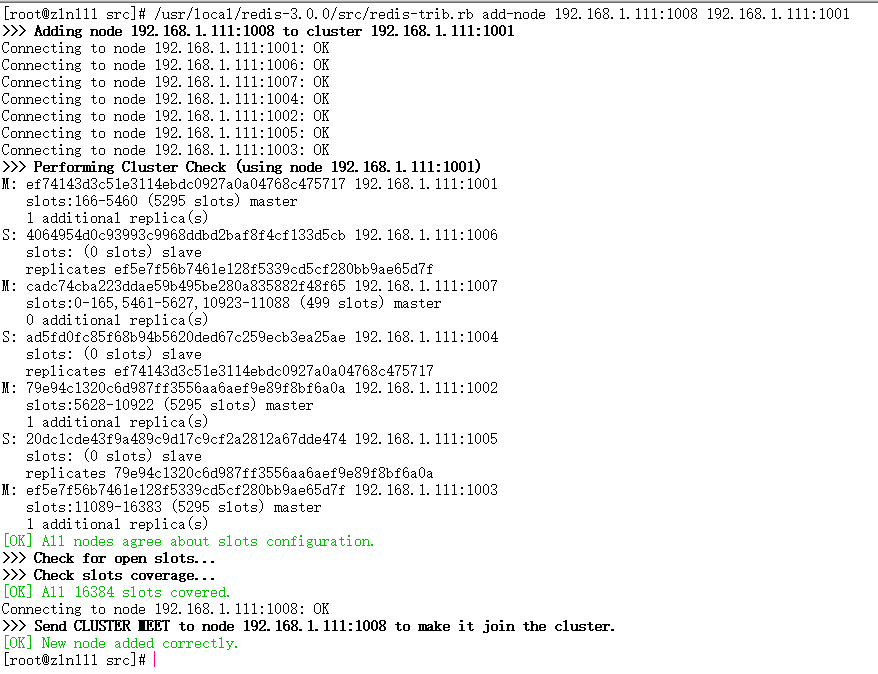 [root@zln111 src]# /usr/local/redis-3.0.0/src/redis-trib.rb add-node 192.168.1.111:1008 192.168.1.111:1001
>>> Adding node 192.168.1.111:1008 to cluster 192.168.1.111:1001
Connecting to node 192.168.1.111:1001: OK
Connecting to node 192.168.1.111:1006: OK
Connecting to node 192.168.1.111:1007: OK
Connecting to node 192.168.1.111:1004: OK
Connecting to node 192.168.1.111:1002: OK
Connecting to node 192.168.1.111:1005: OK
Connecting to node 192.168.1.111:1003: OK
>>> Performing Cluster Check (using node 192.168.1.111:1001)
M: ef74143d3c51e3114ebdc0927a0a04768c475717 192.168.1.111:1001
   slots:166-5460 (5295 slots) master
   1 additional replica(s)
S: 4064954d0c93993c9968ddbd2baf8f4cf133d5cb 192.168.1.111:1006
   slots: (0 slots) slave
   replicates ef5e7f56b7461e128f5339cd5cf280bb9ae65d7f
M: cadc74cba223ddae59b495be280a835882f48f65 192.168.1.111:1007
   slots:0-165,5461-5627,10923-11088 (499 slots) master
   0 additional replica(s)
S: ad5fd0fc85f68b94b5620ded67c259ecb3ea25ae 192.168.1.111:1004
   slots: (0 slots) slave
   replicates ef74143d3c51e3114ebdc0927a0a04768c475717
M: 79e94c1320c6d987ff3556aa6aef9e89f8bf6a0a 192.168.1.111:1002
   slots:5628-10922 (5295 slots) master
   1 additional replica(s)
S: 20dc1cde43f9a489c9d17c9cf2a2812a67dde474 192.168.1.111:1005
   slots: (0 slots) slave
   replicates 79e94c1320c6d987ff3556aa6aef9e89f8bf6a0a
M: ef5e7f56b7461e128f5339cd5cf280bb9ae65d7f 192.168.1.111:1003
   slots:11089-16383 (5295 slots) master
   1 additional replica(s)
[OK] All nodes agree about slots configuration.
>>> Check for open slots...
>>> Check slots coverage...
[OK] All 16384 slots covered.
Connecting to node 192.168.1.111:1008: OK
>>> Send CLUSTER MEET to node 192.168.1.111:1008 to make it join the cluster.
[OK] New node added correctly.
[root@zln111 src]#